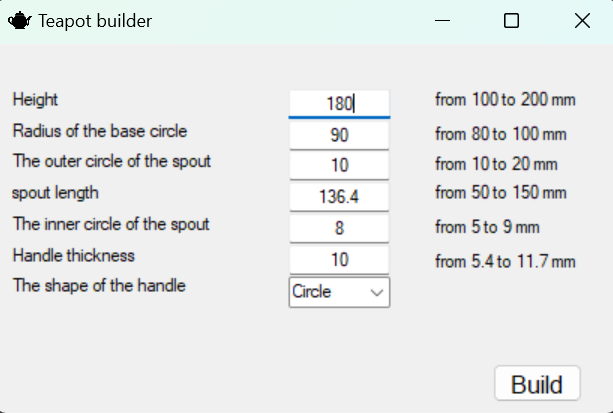 Teapot builder
Height 180 from 100 to 200 mm
Radius of the base circle 90 from 80 to 100 mm
The outer circle of the spout 10 from 10 to 20 mm
spout length 136.4 from 50 to 150 mm
The inner circle of the spout 8 from 5 to 9 mm
Handle thickness 10 from 5.4 to 11.7 mm
The shape of the handle Circle
Build